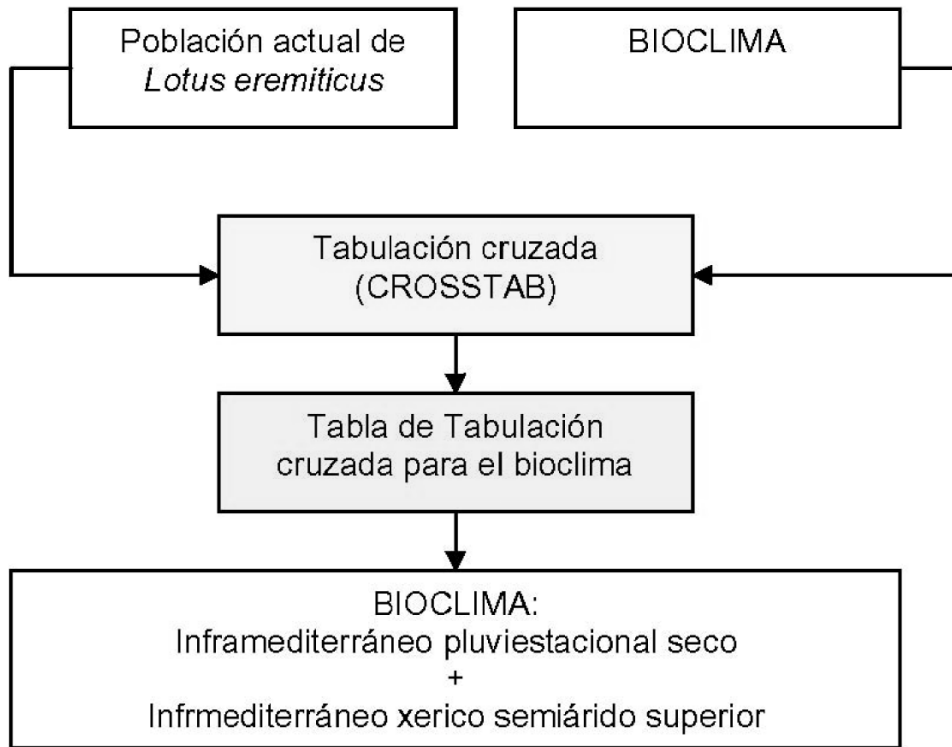 Población actual de
Lotus eremiticus
BIOCLIMA
Tabulación cruzada
(CROSSTAB)
Tabla de Tabulación
cruzada para el bioclima
BIOCLIMA:
Inframediterráneo pluviestacional seco
+
Infrmediterráneo xerico semiárido superior